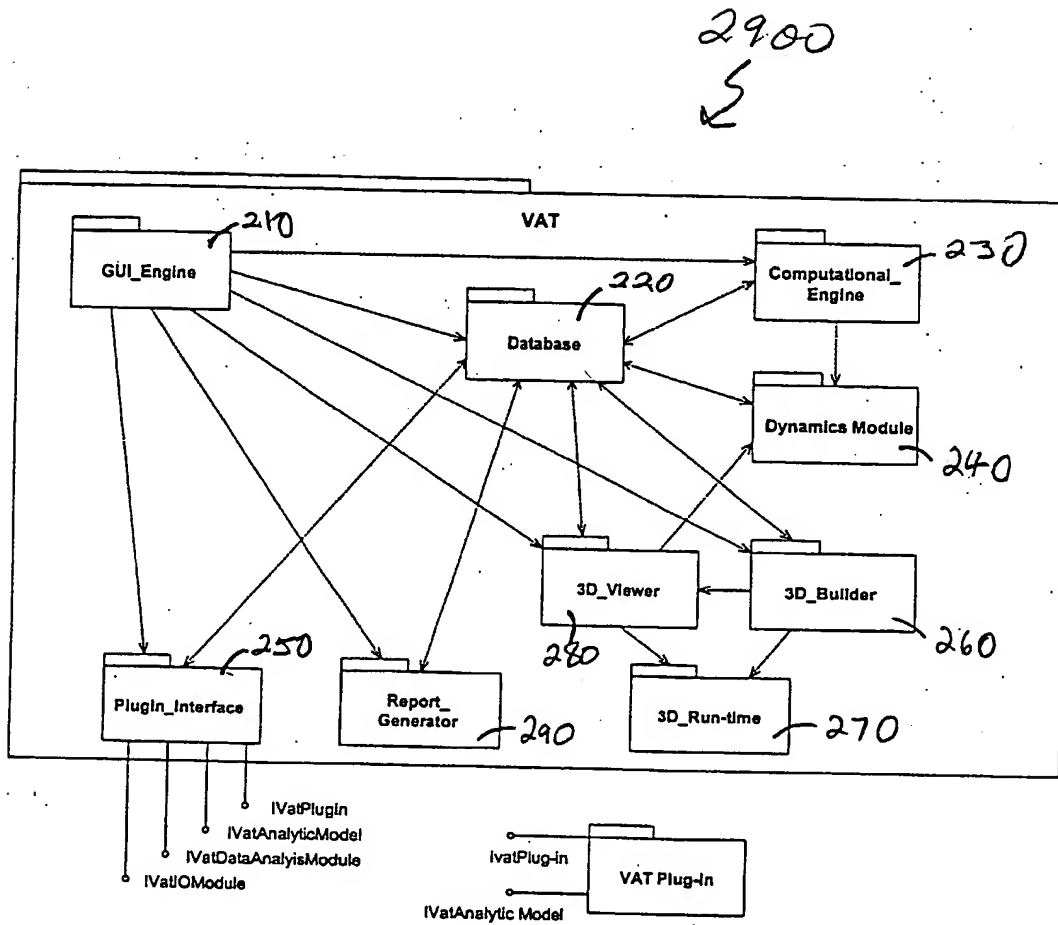 2900
VAT
210
GUI_Engine
230
Computational_
Engine
220
Database
Dynamics Module
240
3D_Viewer
280
3D_Builder
260
250
PlugIn_Interface
Report_
Generator
290
3D_Run-time
270
IVatPlugIn
IVatAnalyticModel
IVatDataAnalyisModule
IVatIOModule
IvatPlug-in
VAT Plug-In
IVatAnalytic Model